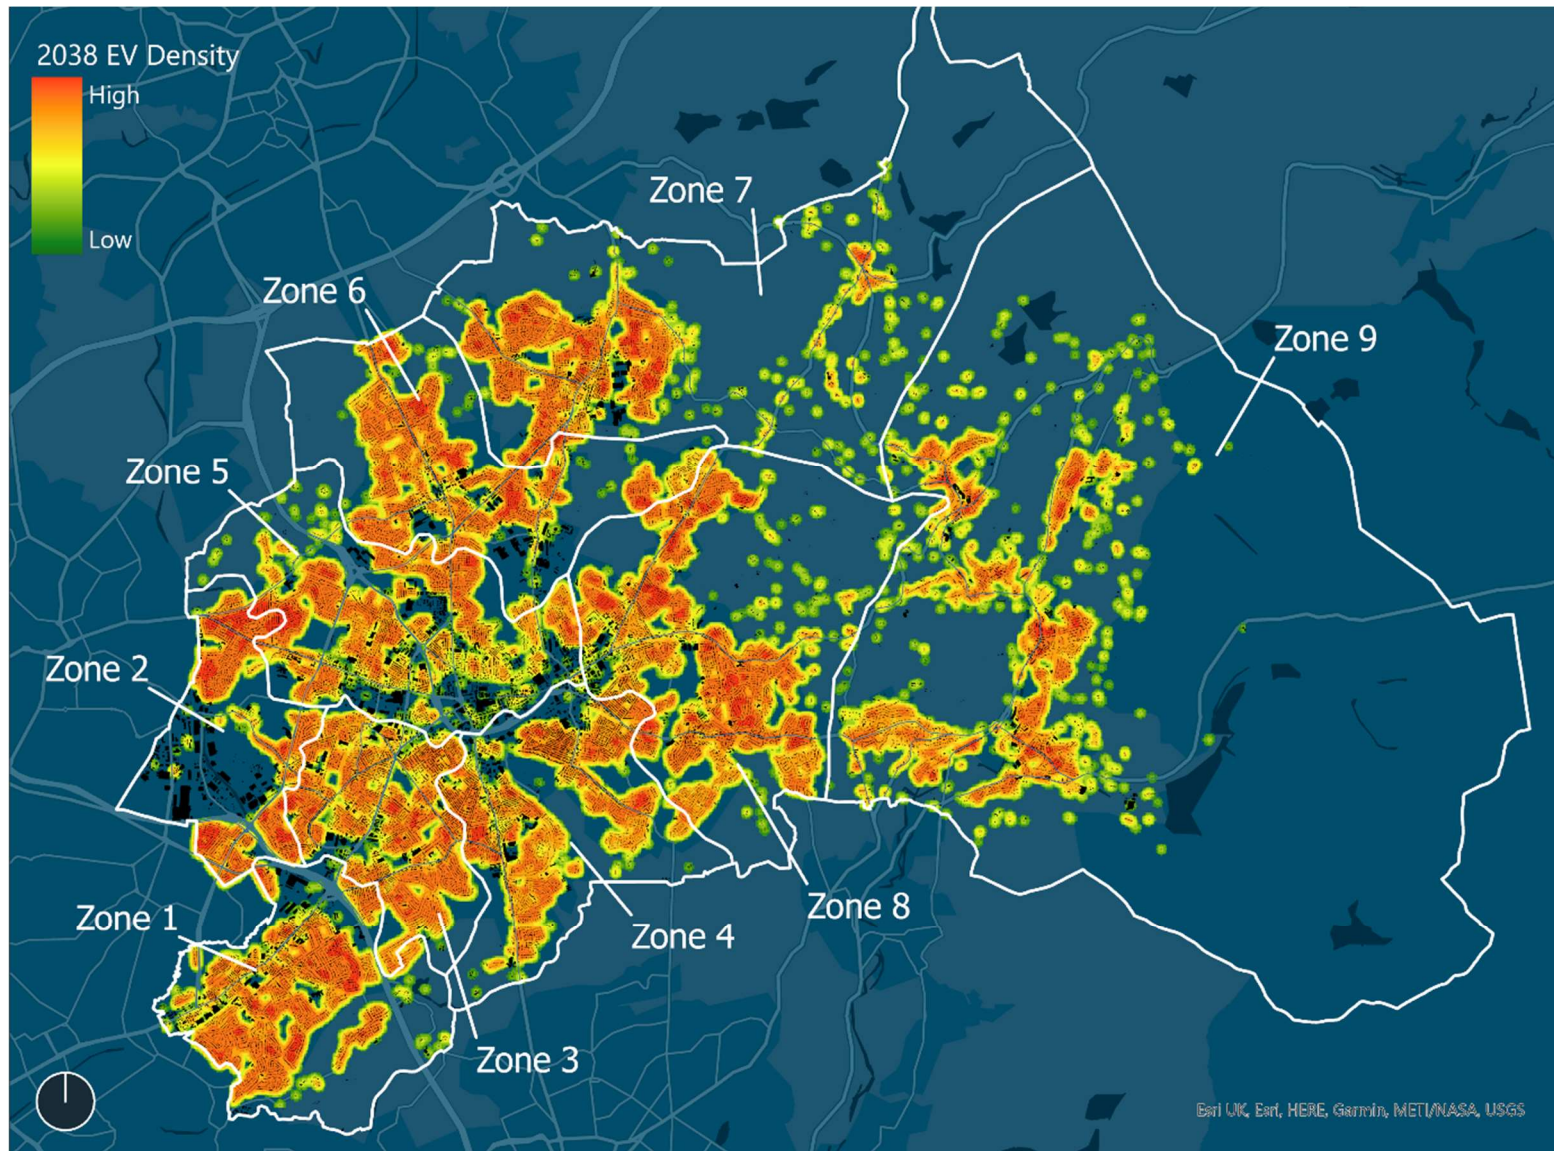 2038 EV Density
High
Low
Zone 7
Zone 6
Zone 9
Zone 5
Zone 2
Zone 1
Zone 8
Zone 4
Zone 3
Esri UK, Esri, HERE, Garmin, METI/NASA, USGS